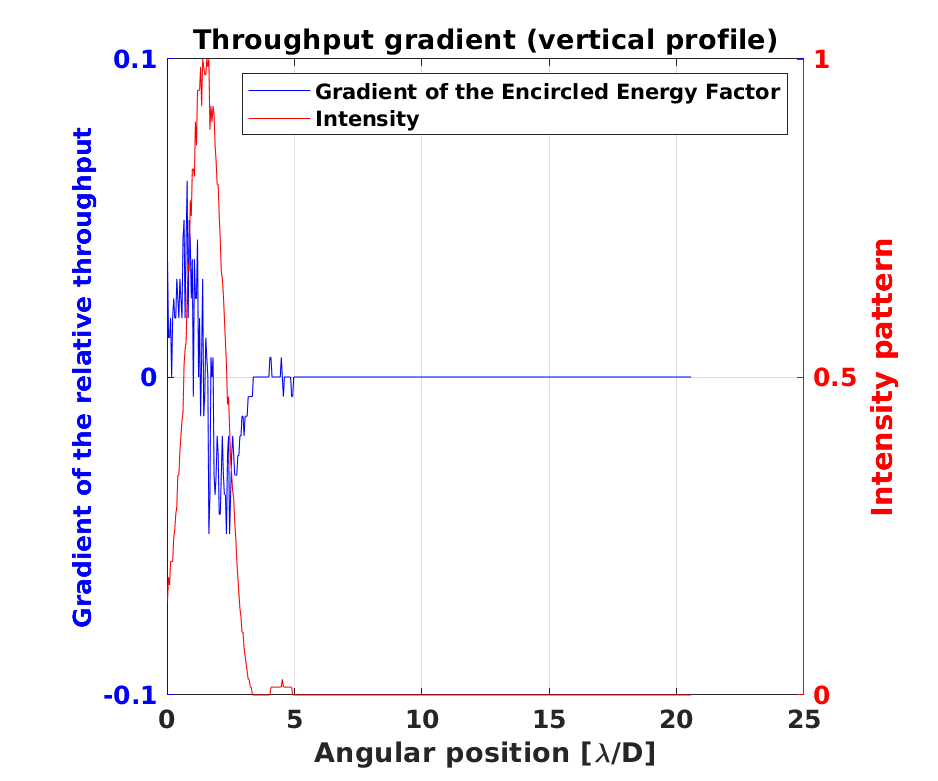 Throughput gradient (vertical profile)
Gradient of the Encircled Energy Factor
Intensity
0.1
0
-0.1
Gradient of the relative throughput
1
0.5
0
Intensity pattern
0 5 10 15 20 25
Angular position [λ/D]